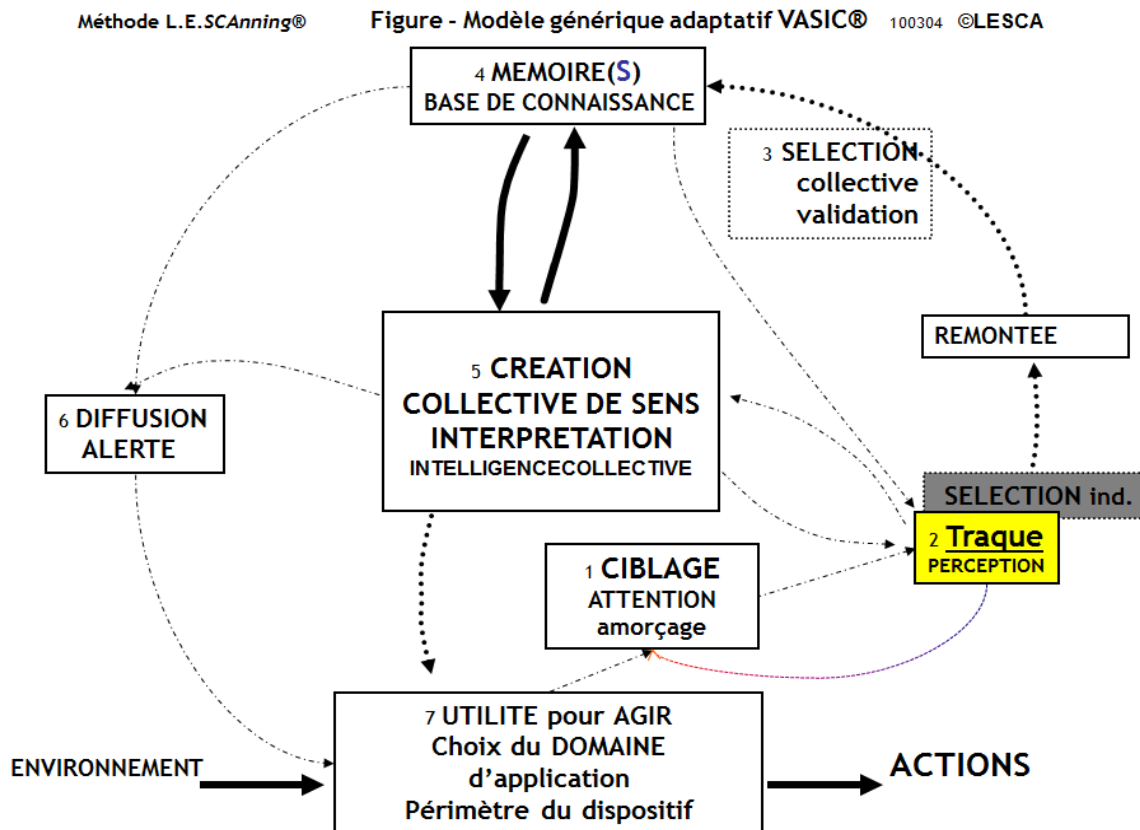 Méthode L.E.SCAnning® Figure - Modèle générique adaptatif VASIC® 100304 ©LESCA
4 MEMOIRE(S)
BASE DE CONNAISSANCE
3 SELECTION
collective
validation
REMONTEE
5 CREATION
COLLECTIVE DE SENS
INTERPRETATION
INTELLIGENCECOLLECTIVE
6 DIFFUSION
ALERTE
SELECTION ind.
2 Traque
PERCEPTION
1 CIBLAGE
ATTENTION
amorçage
7 UTILITE pour AGIR
Choix du DOMAINE
d’application
Périmètre du dispositif
ENVIRONNEMENT
ACTIONS